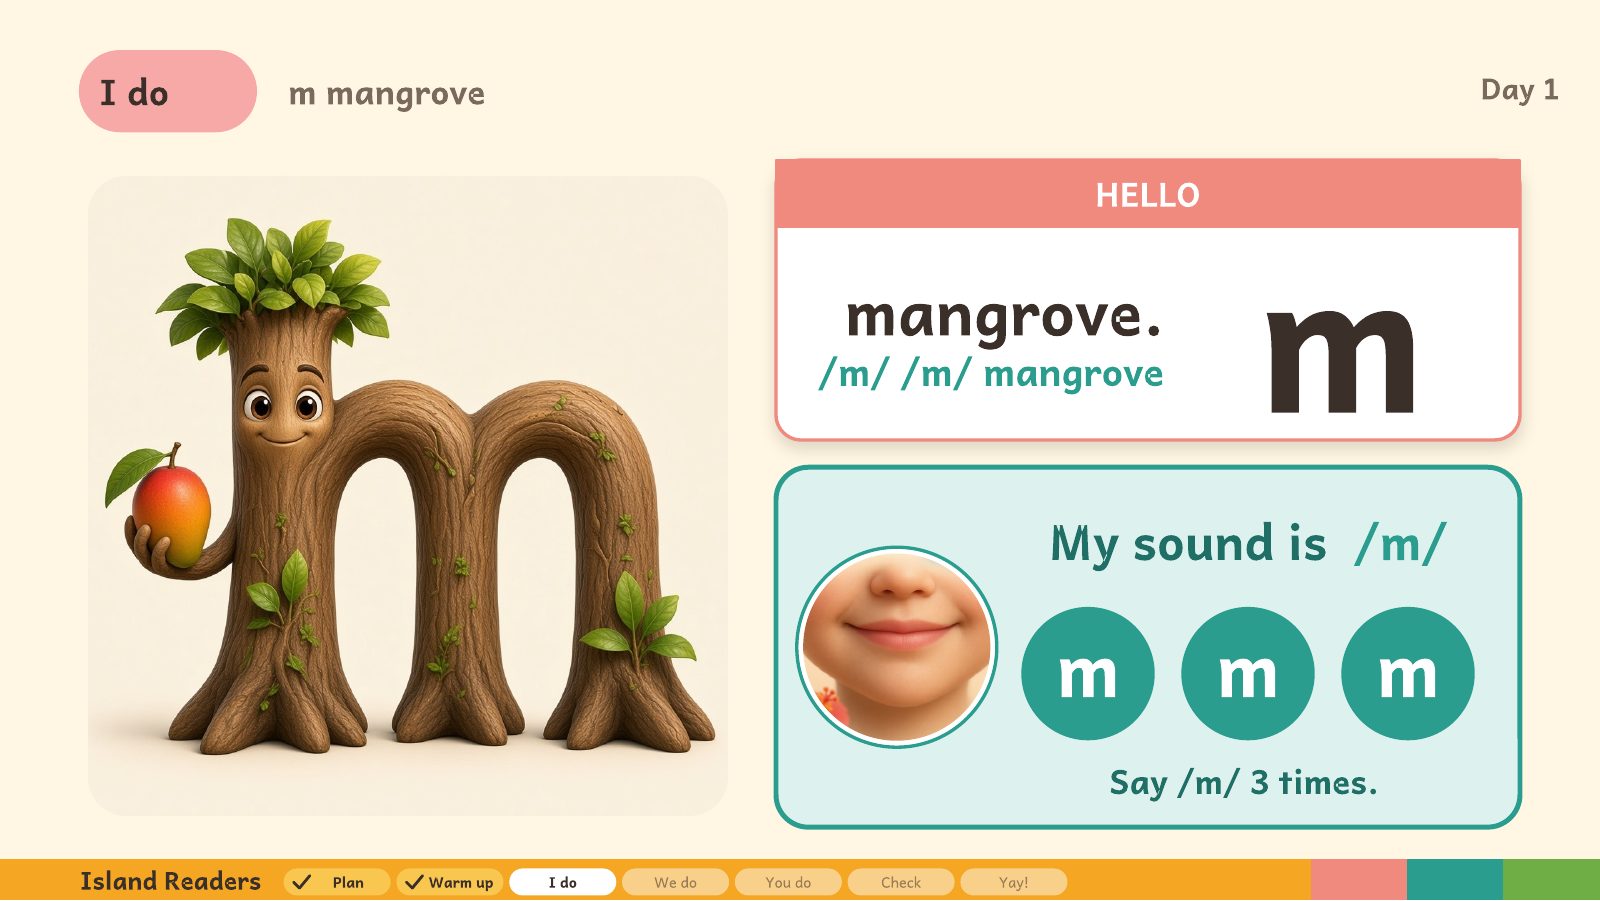 I do
m mangrove
Day 1
HELLO
mangrove.
/m/ /m/ mangrove
m
My sound is /m/
m m m
Say /m/ 3 times.
Island Readers
Plan
Warm up
I do
We do
You do
Check
Yay!